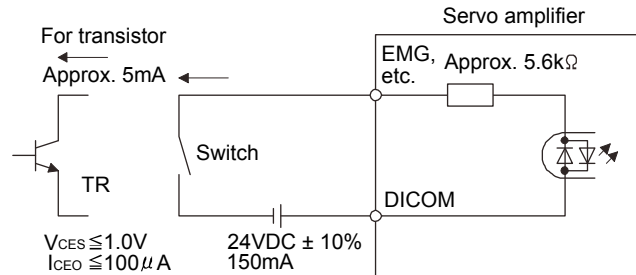 Servo amplifier
For transistor
Approx. 5mA
EMG,
etc.
Approx. 5.6kΩ
Switch
TR
DICOM
VCES≦1.0V
ICEO≦100μA
24VDC ± 10%
150mA